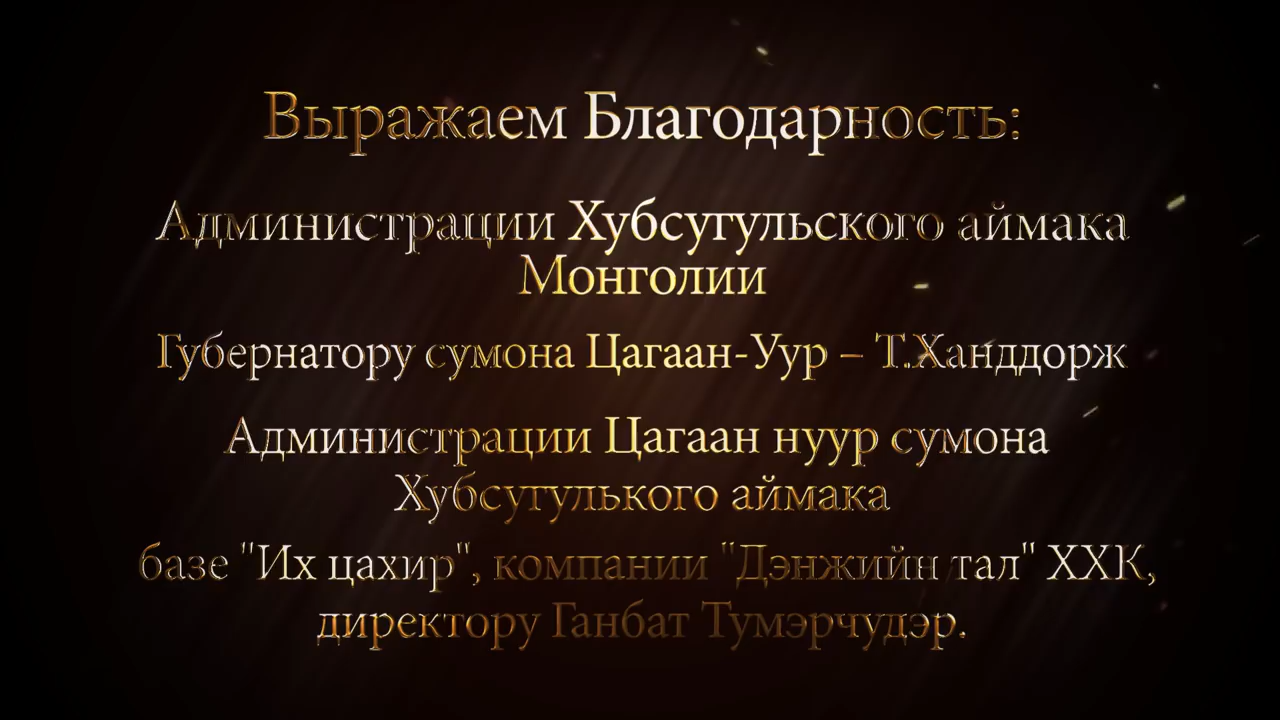 Выражаем Благодарность:
Администрации Хубсугульского аймака
Монголии
Губернатору сумона Цагаан-Уур – Т.Ханддорж
Администрации Цагаан нуур сумона
Хубсугулького аймака
базе "Их цахир", компании "Дэнжийн тал" ХХК,
директору Ганбат Тумэрчудэр.